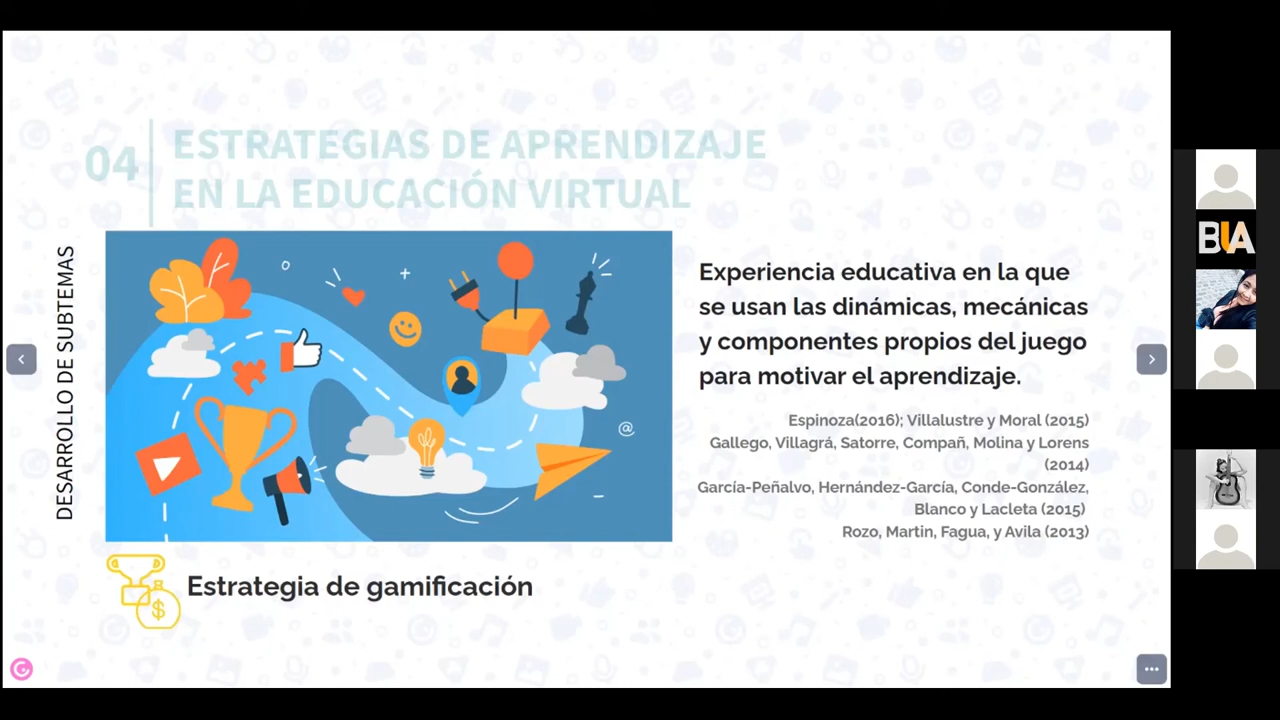 04
ESTRATEGIAS DE APRENDIZAJE
EN LA EDUCACIÓN VIRTUAL
DESARROLLO DE SUBTEMAS
Experiencia educativa en la que
se usan las dinámicas, mecánicas
y componentes propios del juego
para motivar el aprendizaje.
Espinoza(2016); Villalustre y Moral (2015)
Gallego, Villagrá, Satorre, Compañ, Molina y Lorens
(2014)
García-Peñalvo, Hernández-García, Conde-González,
Blanco y Lacleta (2015)
Rozo, Martin, Fagua, y Avila (2013)
Estrategia de gamificación
BUA